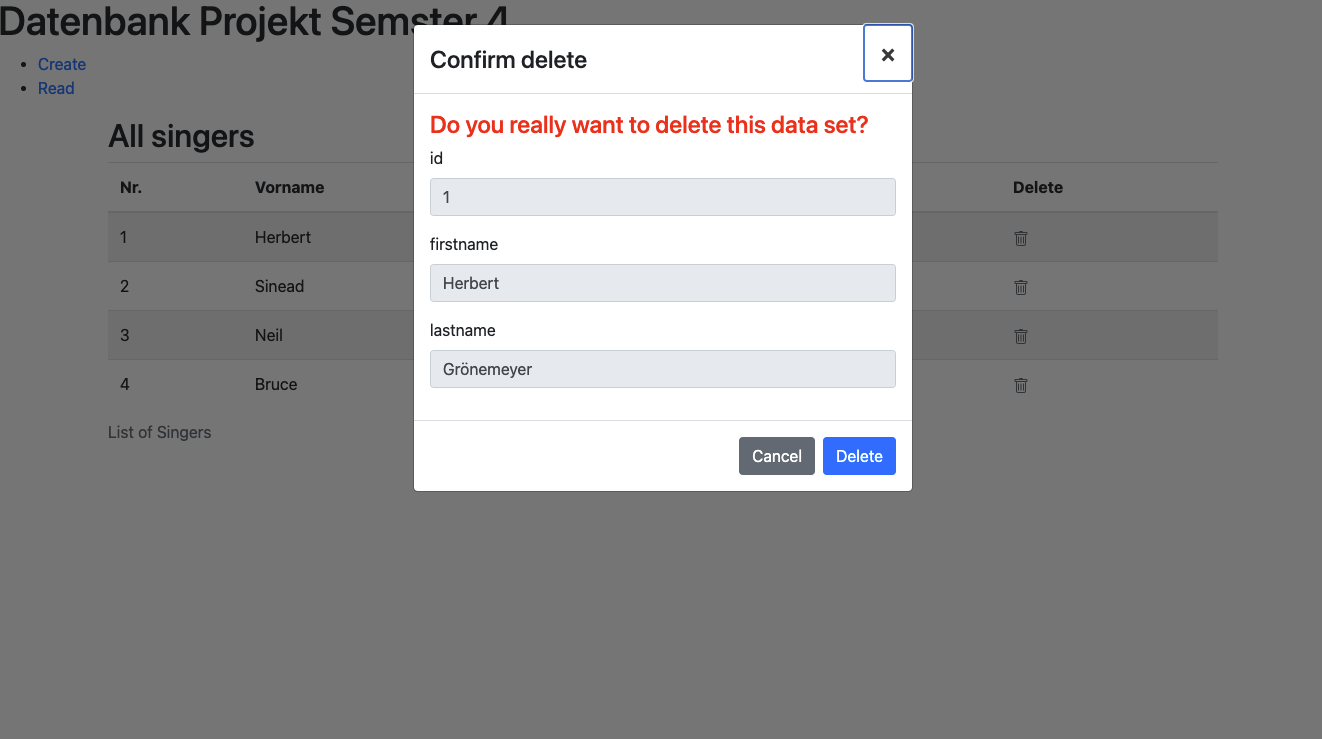 Datenbank Projekt Semster 4
Create
Read
All singers
Nr. Vorname Delete
1 Herbert
2 Sinead
3 Neil
4 Bruce
List of Singers
Confirm delete ×
Do you really want to delete this data set?
id
1
firstname
Herbert
lastname
Grönemeyer
Cancel Delete